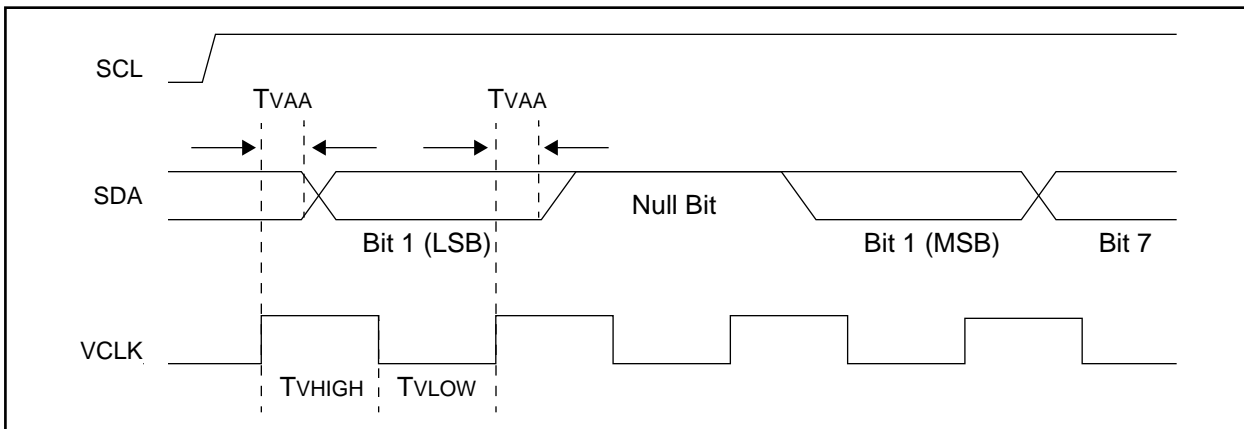 SCL
TVAA TVAA
SDA
Null Bit
Bit 1 (LSB) Bit 1 (MSB) Bit 7
VCLK
TVHIGH TVLOW